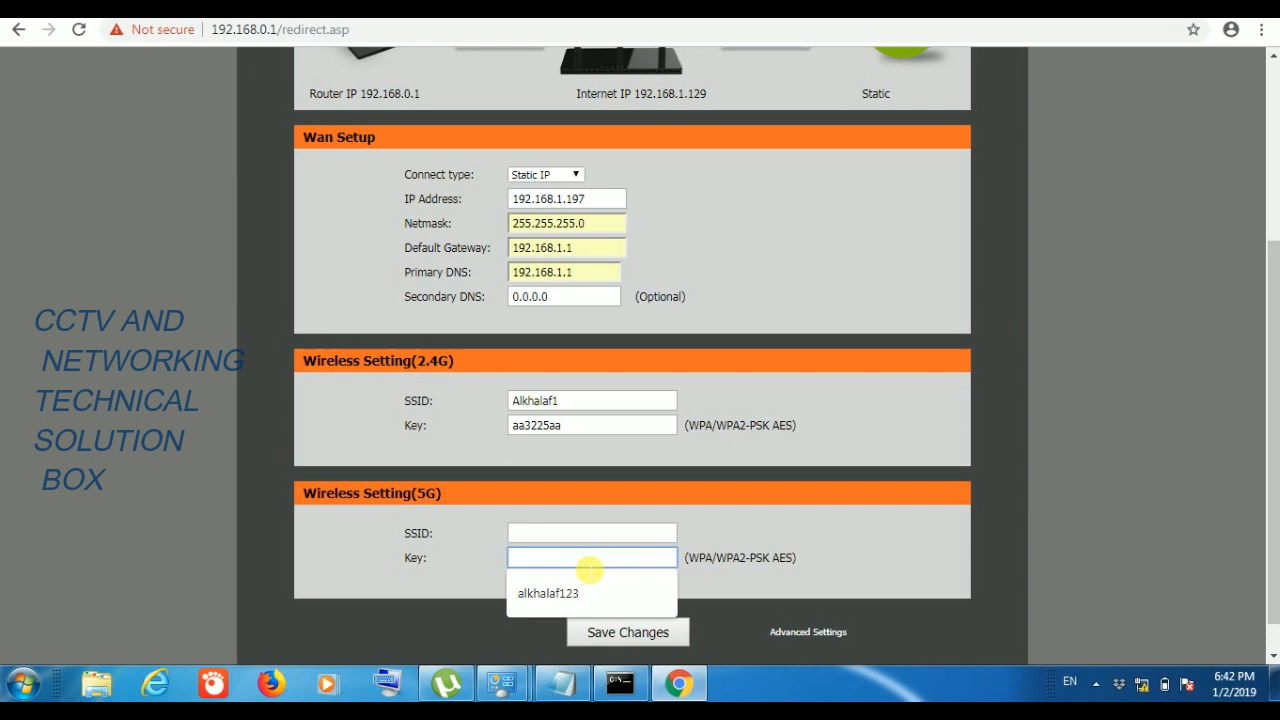 Not secure
192.168.0.1/redirect.asp
Router IP 192.168.0.1
Internet IP 192.168.1.129
Static
Wan Setup
Connect type:
Static IP
IP Address:
192.168.1.197
Netmask:
255.255.255.0
Default Gateway:
192.168.1.1
Primary DNS:
192.168.1.1
Secondary DNS:
0.0.0.0
(Optional)
CCTV AND
NETWORKING
TECHNICAL
SOLUTION
BOX
Wireless Setting(2.4G)
SSID:
Alkhalaf1
Key:
aa3225aa
(WPA/WPA2-PSK AES)
Wireless Setting(5G)
SSID:
Key:
(WPA/WPA2-PSK AES)
alkhalaf123
Save Changes
Advanced Settings
C:\_
EN
6:42 PM
1/2/2019